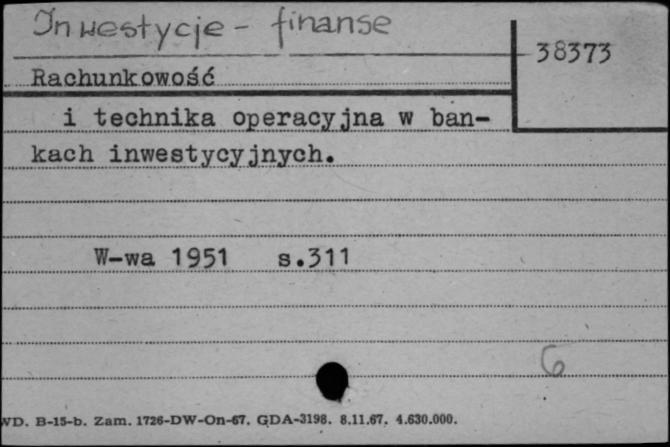 Inwestycje - finanse
38373
Rachunkowość
i technika operacyjna w ban-
kach inwestycyjnych.
W-wa 1951 s.311
6
WD. B-15-b. Zam. 1726-DW-On-67. GDA-3198. 8.11.67. 4.630.000.